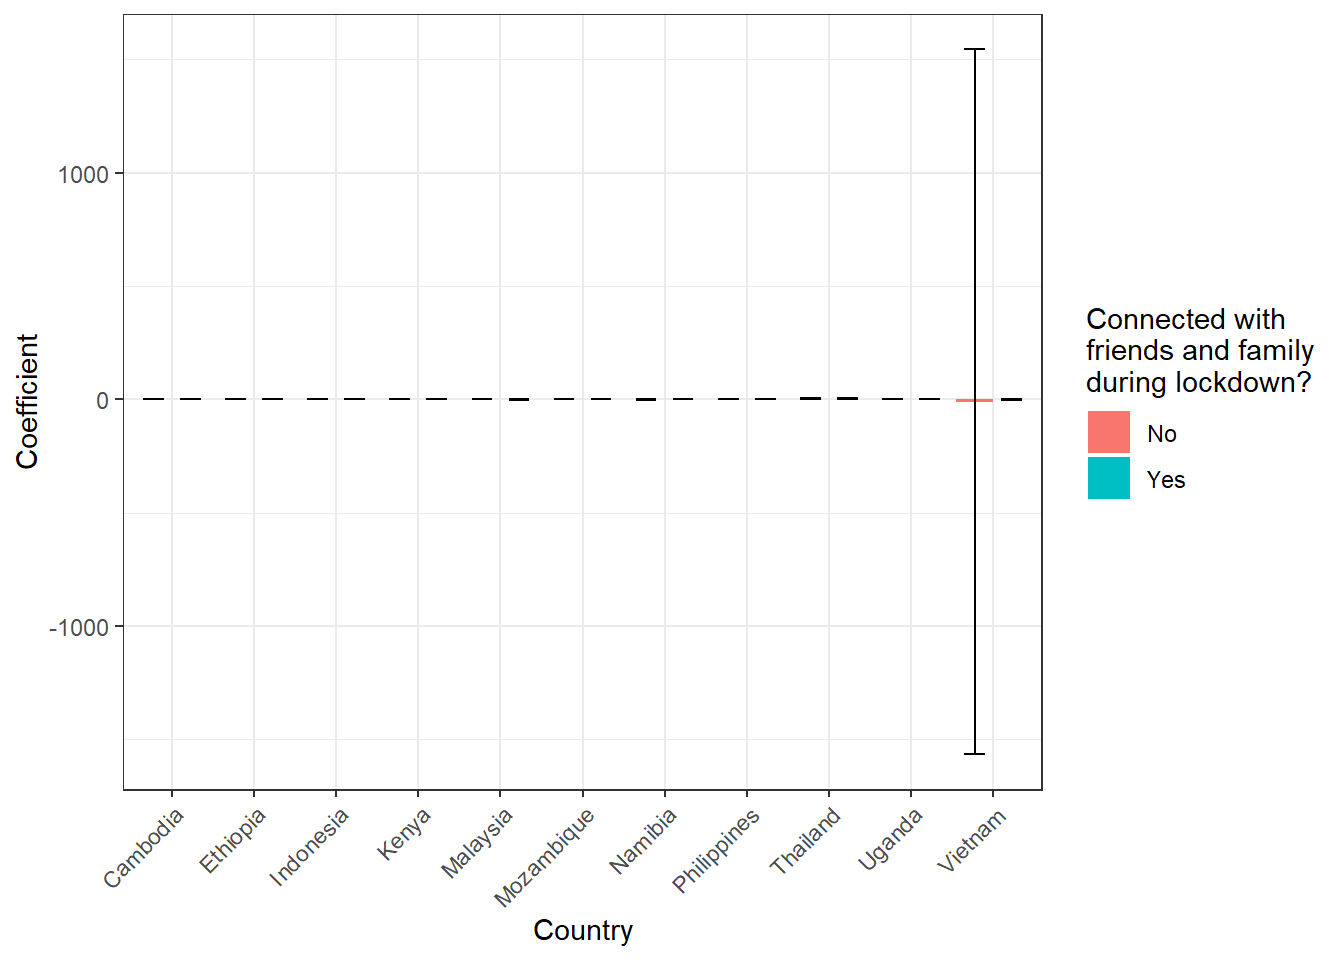 1000
0
-1000
Coefficient
Cambodia
Ethiopia
Indonesia
Kenya
Malaysia
Mozambique
Namibia
Philippines
Thailand
Uganda
Vietnam
Country
Connected with
friends and family
during lockdown?
No
Yes